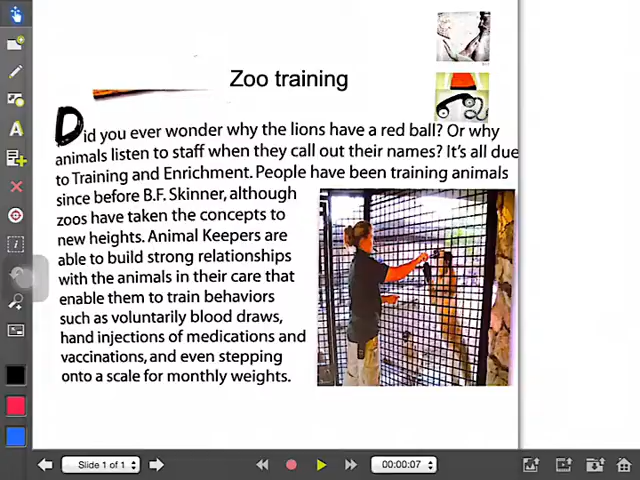 Zoo training
Did you ever wonder why the lions have a red ball? Or why
animals listen to staff when they call out their names? It's all due
to Training and Enrichment. People have been training animals
since before B.F. Skinner, although
zoos have taken the concepts to
new heights. Animal Keepers are
able to build strong relationships
with the animals in their care that
enable them to train behaviors
such as voluntarily blood draws,
hand injections of medications and
vaccinations, and even stepping
onto a scale for monthly weights.
A
Slide 1 of 1
00:00:07